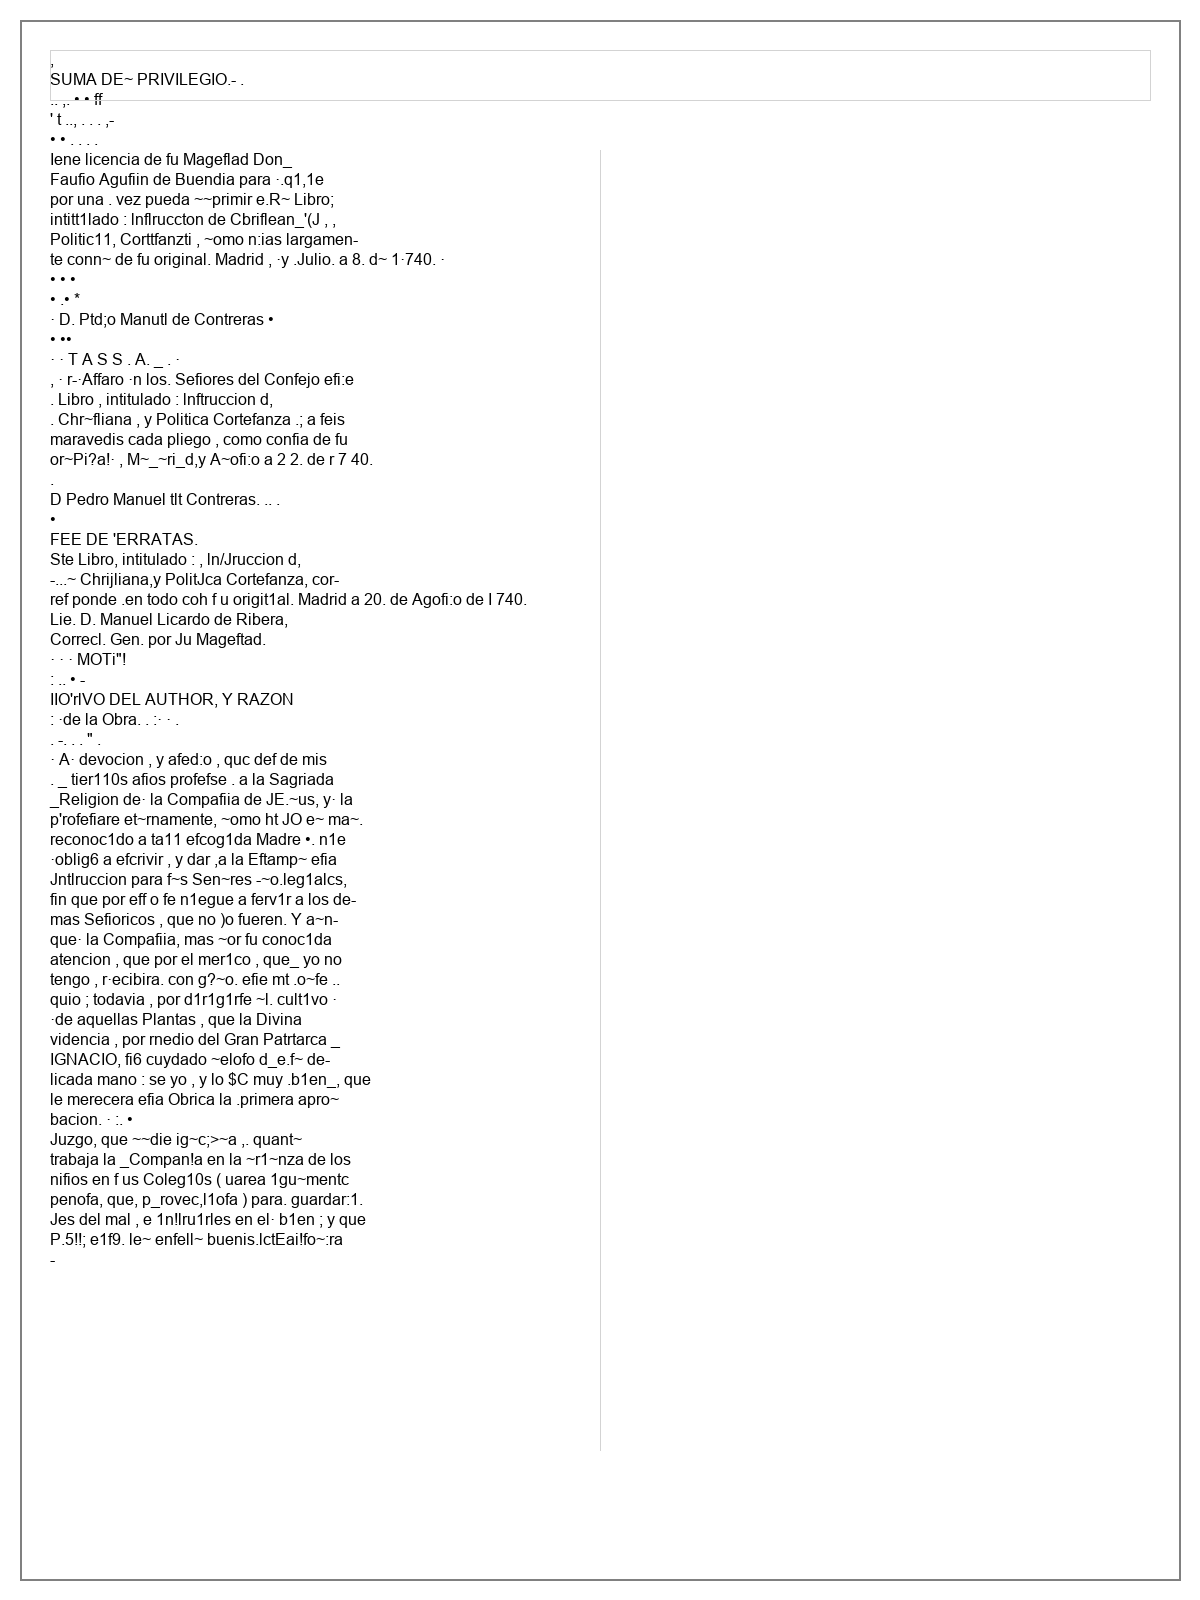 ,
SUMA DE~ PRIVILEGIO.- .
.. ,. • • ff
' t .., . . . ,-
• • . . . .
Iene licencia de fu Mageflad Don_
Faufio Agufiin de Buendia para ·.q1,1e
por una . vez pueda ~~primir e.R~ Libro;
intitt1lado : lnflruccton de Cbriflean_'(J , ,
Politic11, Corttfanzti , ~omo n:ias largamen-
te conn~ de fu original. Madrid , ·y .Julio. a 8. d~ 1·740. ·
• • •
• .• *
· D. Ptd;o Manutl de Contreras •
• ••
· · T A S S . A. _ . ·
, · r-·Affaro ·n los. Sefiores del Confejo efi:e
. Libro , intitulado : lnftruccion d,
. Chr~fliana , y Politica Cortefanza .; a feis
maravedis cada pliego , como confia de fu
or~Pi?a!· , M~_~ri_d,y A~ofi:o a 2 2. de r 7 40.
.
D Pedro Manuel tlt Contreras. .. .
•
FEE DE 'ERRATAS.
Ste Libro, intitulado : , ln/Jruccion d,
-...~ Chrijliana,y PolitJca Cortefanza, cor-
ref ponde .en todo coh f u origit1al. Madrid a 20. de Agofi:o de I 740.
Lie. D. Manuel Licardo de Ribera,
Correcl. Gen. por Ju Mageftad.
· · · MOTi"!
: .. • -
IIO'rlVO DEL AUTHOR, Y RAZON
: ·de la Obra. . :· · .
. -. . . " .
· A· devocion , y afed:o , quc def de mis
. _ tier110s afios profefse . a la Sagriada
_Religion de· la Compafiia de JE.~us, y· la
p'rofefiare et~rnamente, ~omo ht JO e~ ma~.
reconoc1do a ta11 efcog1da Madre •. n1e
·oblig6 a efcrivir , y dar ,a la Eftamp~ efia
Jntlruccion para f~s Sen~res -~o.leg1alcs,
fin que por eff o fe n1egue a ferv1r a los de-
mas Sefioricos , que no )o fueren. Y a~n-
que· la Compafiia, mas ~or fu conoc1da
atencion , que por el mer1co , que_ yo no
tengo , r·ecibira. con g?~o. efie mt .o~fe ..
quio ; todavia , por d1r1g1rfe ~l. cult1vo ·
·de aquellas Plantas , que la Divina
videncia , por rnedio del Gran Patrtarca _
IGNACIO, fi6 cuydado ~elofo d_e.f~ de-
licada mano : se yo , y lo $C muy .b1en_, que
le merecera efia Obrica la .primera apro~
bacion. · :. •
Juzgo, que ~~die ig~c;>~a ,. quant~
trabaja la _Compan!a en la ~r1~nza de los
nifios en f us Coleg10s ( uarea 1gu~mentc
penofa, que, p_rovec,l1ofa ) para. guardar:1.
Jes del mal , e 1n!lru1rles en el· b1en ; y que
P.5!!; e1f9. le~ enfell~ buenis.lctEai!fo~:ra
-